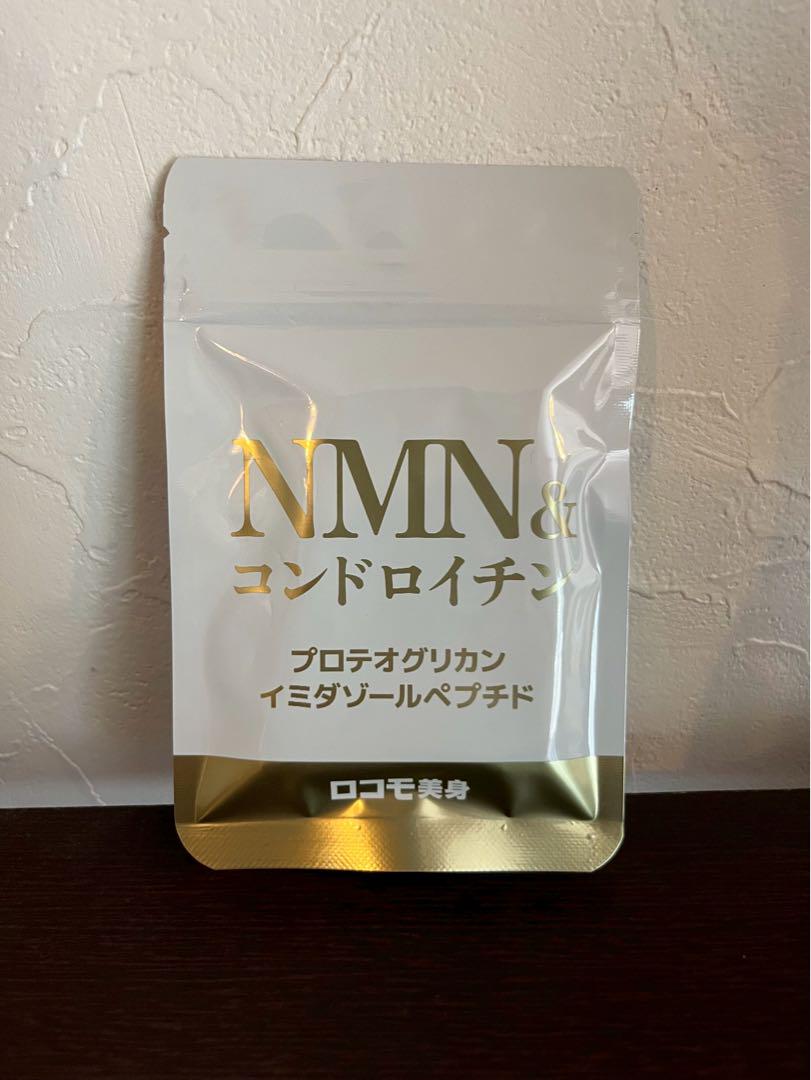 NMN&
コンドロイチン
プロテオグリカン
イミダゾールペプチド
ロコモ美身